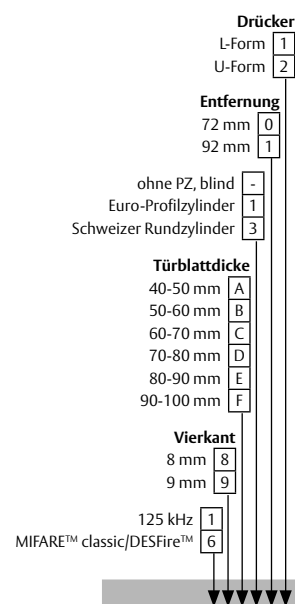 Drücker
L-Form 1
U-Form 2
Entfernung
72 mm 0
92 mm 1
ohne PZ, blind -
Euro-Profilzylinder 1
Schweizer Rundzylinder 3
Türblattdicke
40-50 mm A
50-60 mm B
60-70 mm C
70-80 mm D
80-90 mm E
90-100 mm F
Vierkant
8 mm 8
9 mm 9
125 kHz 1
MIFARE™ classic/DESFire™ 6